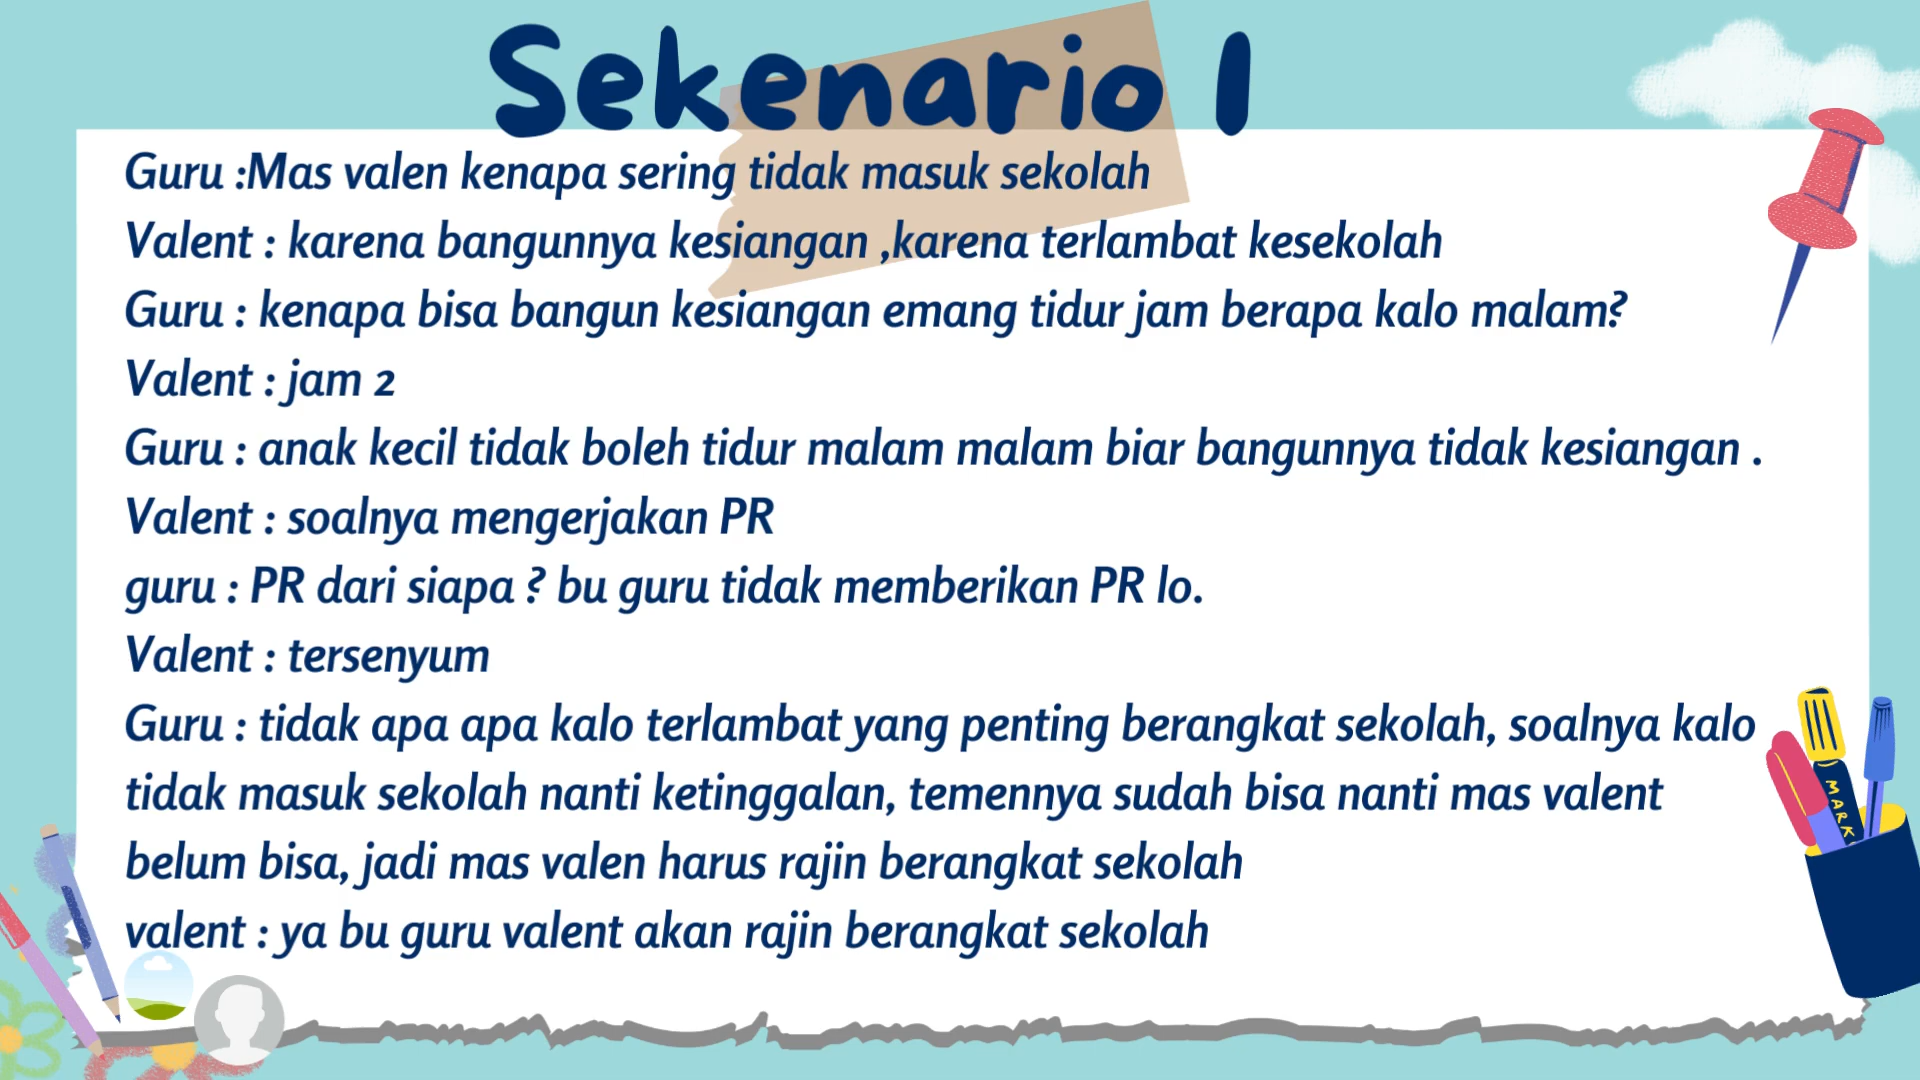 Sekenario 1
Guru :Mas valen kenapa sering tidak masuk sekolah
Valent : karena bangunnya kesiangan ,karena terlambat kesekolah
Guru : kenapa bisa bangun kesiangan emang tidur jam berapa kalo malam?
Valent : jam 2
Guru : anak kecil tidak boleh tidur malam malam biar bangunnya tidak kesiangan .
Valent : soalnya mengerjakan PR
guru : PR dari siapa ? bu guru tidak memberikan PR lo.
Valent : tersenyum
Guru : tidak apa apa kalo terlambat yang penting berangkat sekolah, soalnya kalo
tidak masuk sekolah nanti ketinggalan, temennya sudah bisa nanti mas valent
belum bisa, jadi mas valen harus rajin berangkat sekolah
valent : ya bu guru valent akan rajin berangkat sekolah
MARK